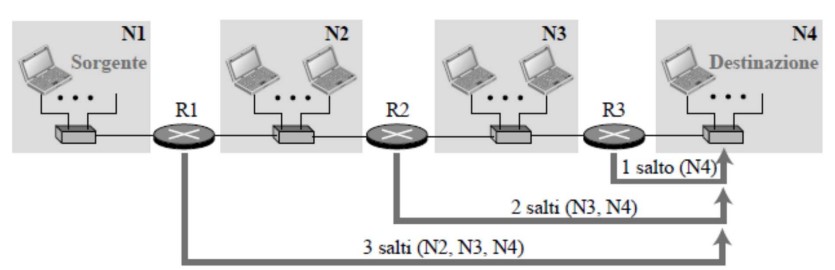 N1
Sorgente
N2
N3
N4
Destinazione
R1
R2
R3
1 salto (N4)
2 salti (N3, N4)
3 salti (N2, N3, N4)